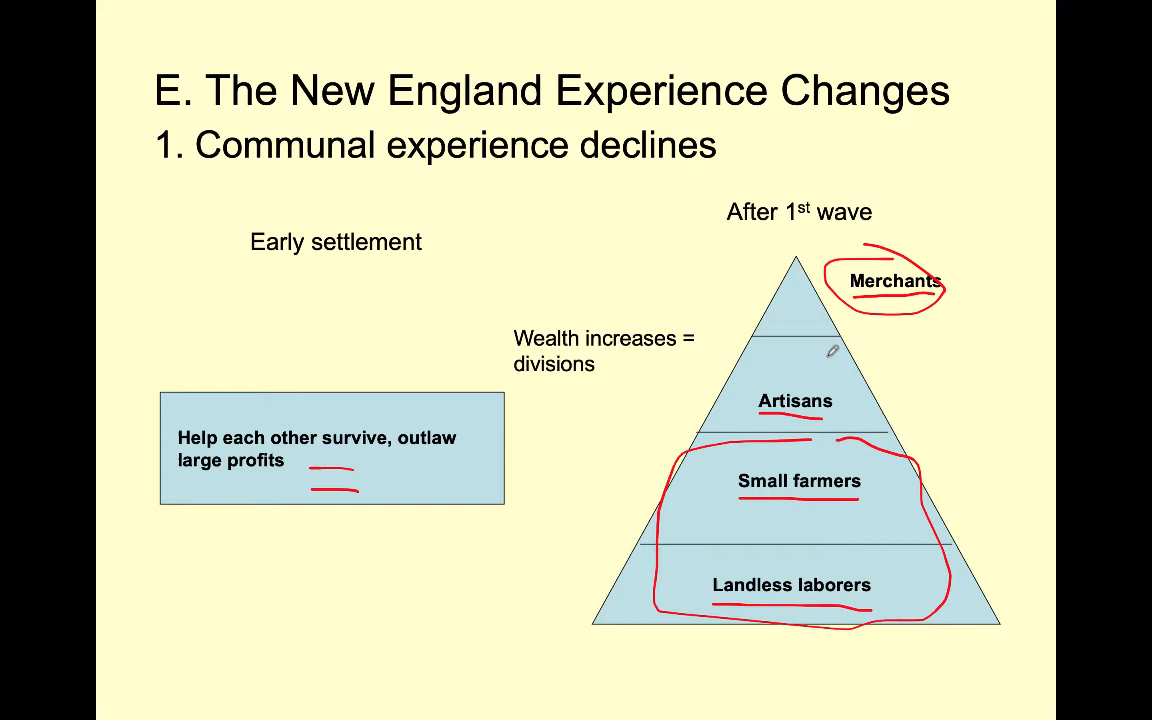 E. The New England Experience Changes
1. Communal experience declines
Early settlement
Help each other survive, outlaw
large profits
Wealth increases =
divisions
After 1st wave
Merchants
Artisans
Small farmers
Landless laborers